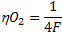 ηO₂ = 1/4F